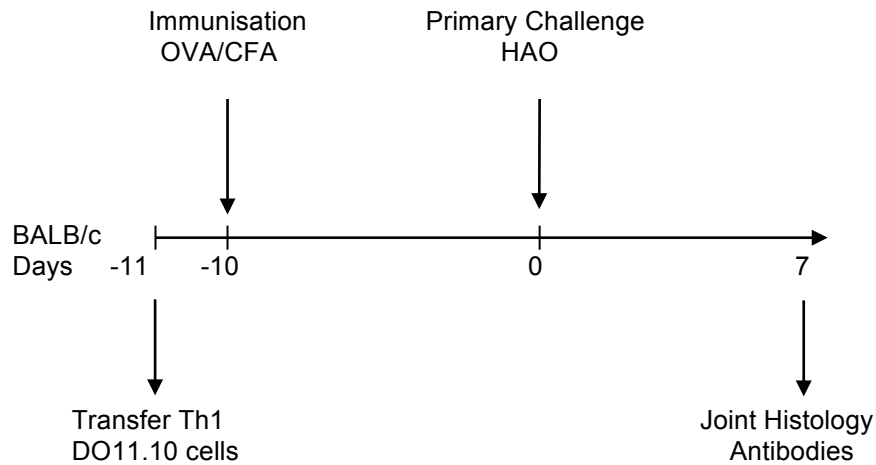 Immunisation
OVA/CFA
Primary Challenge
HAO
BALB/c
Days -11 -10 0 7
Transfer Th1
DO11.10 cells
Joint Histology
Antibodies